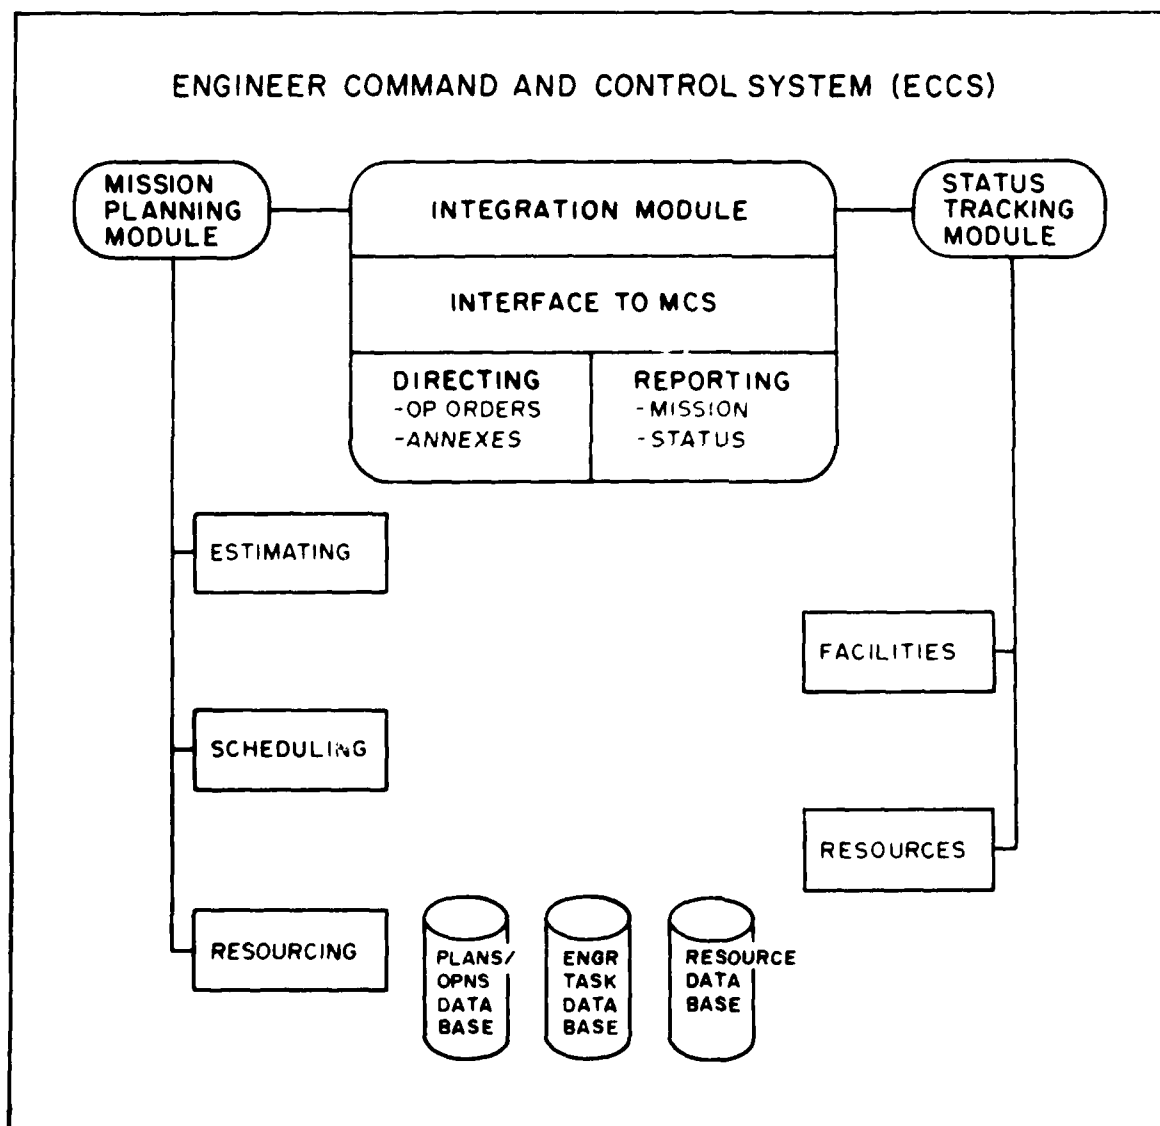 ENGINEER COMMAND AND CONTROL SYSTEM (ECCS)
MISSION
PLANNING
MODULE
INTEGRATION MODULE
STATUS
TRACKING
MODULE
INTERFACE TO MCS
DIRECTING
-OP ORDERS
-ANNEXES
REPORTING
-MISSION
-STATUS
ESTIMATING
FACILITIES
SCHEDULING
RESOURCES
RESOURCING
PLANS/
OPNS
DATA
BASE
ENGR
TASK
DATA
BASE
RESOURCE
DATA
BASE